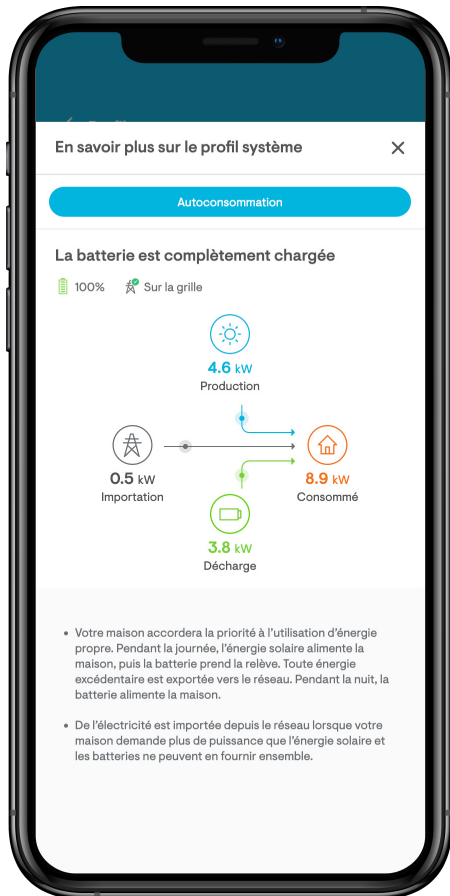 En savoir plus sur le profil système
Autoconsommation
La batterie est complètement chargée
100% Sur la grille
4.6 kW
Production
0.5 kW
Importation
8.9 kW
Consommé
3.8 kW
Décharge
• Votre maison accordera la priorité à l'utilisation d'énergie
propre. Pendant la journée, l'énergie solaire alimente la
maison, puis la batterie prend la relève. Toute énergie
excédentaire est exportée vers le réseau. Pendant la nuit, la
batterie alimente la maison.
• De l'électricité est importée depuis le réseau lorsque votre
maison demande plus de puissance que l'énergie solaire et
les batteries ne peuvent en fournir ensemble.